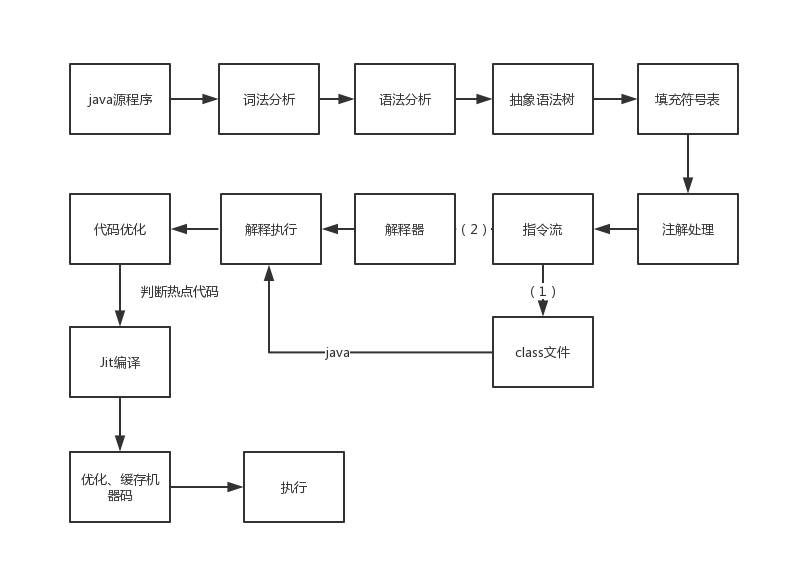 java源程序
词法分析
语法分析
抽象语法树
填充符号表
代码优化
解释执行
解释器
（2）
指令流
注解处理
判断热点代码
（1）
Jit编译
java
class文件
优化、缓存机
器码
执行